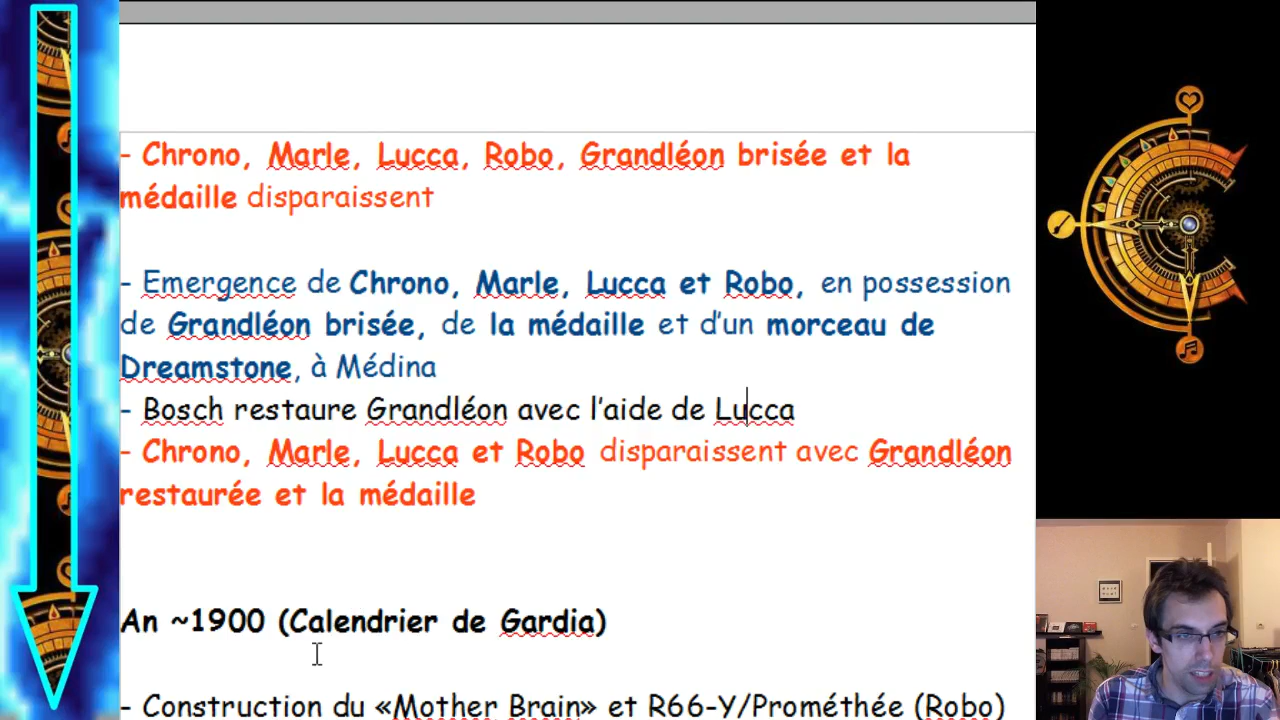 - Chrono, Marle, Lucca, Robo, Grandléon brisée et la
médaille disparaissent
- Emergence de Chrono, Marle, Lucca et Robo, en possession
de Grandléon brisée, de la médaille et d’un morceau de
Dreamstone, à Médina
- Bosch restaure Grandléon avec l’aide de Lucca
- Chrono, Marle, Lucca et Robo disparaissent avec Grandléon
restaurée et la médaille
An ~1900 (Calendrier de Gardia)
- Construction du «Mother Brain» et R66-Y/Prométhée (Robo)